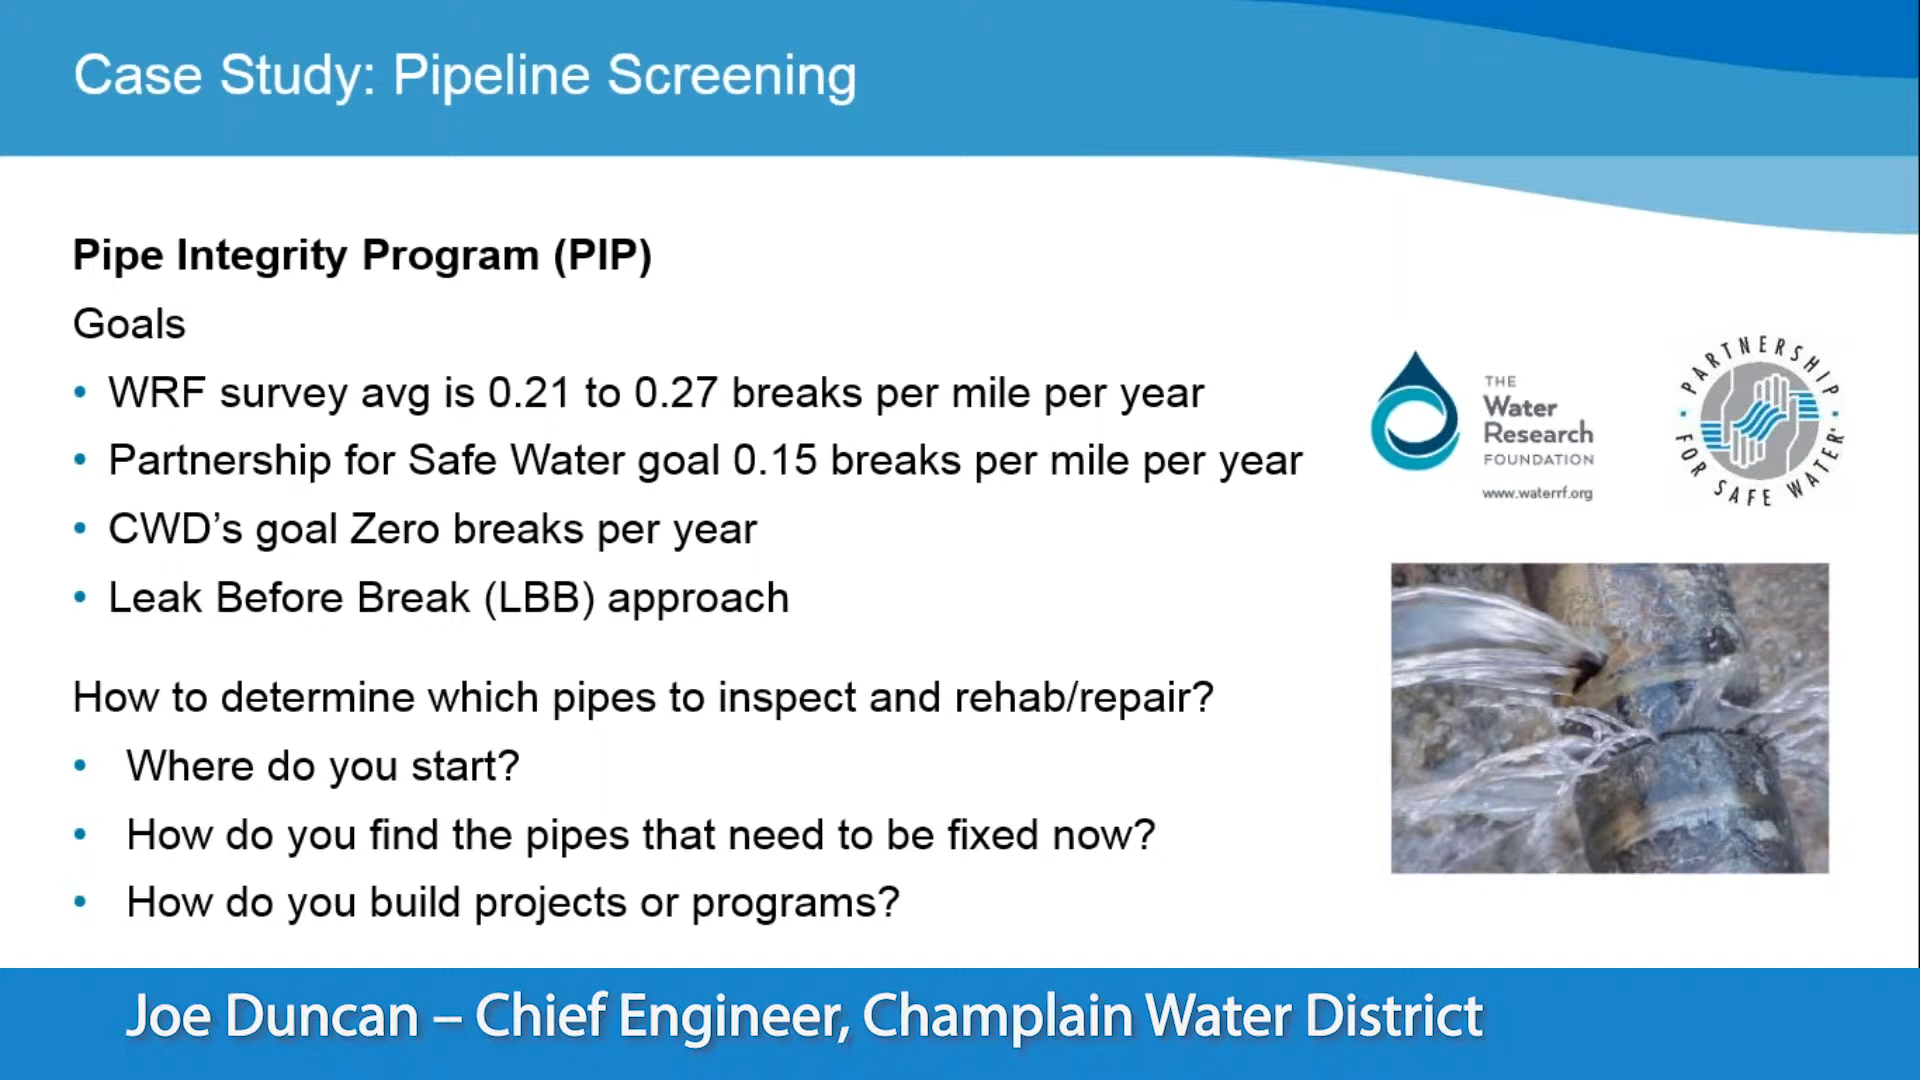 Case Study: Pipeline Screening
Pipe Integrity Program (PIP)
Goals
• WRF survey avg is 0.21 to 0.27 breaks per mile per year
• Partnership for Safe Water goal 0.15 breaks per mile per year
• CWD’s goal Zero breaks per year
• Leak Before Break (LBB) approach
THE
Water
Research
FOUNDATION
www.waterrf.org
PARTNERSHIP
FOR SAFE WATER
How to determine which pipes to inspect and rehab/repair?
• Where do you start?
• How do you find the pipes that need to be fixed now?
• How do you build projects or programs?
Joe Duncan – Chief Engineer, Champlain Water District